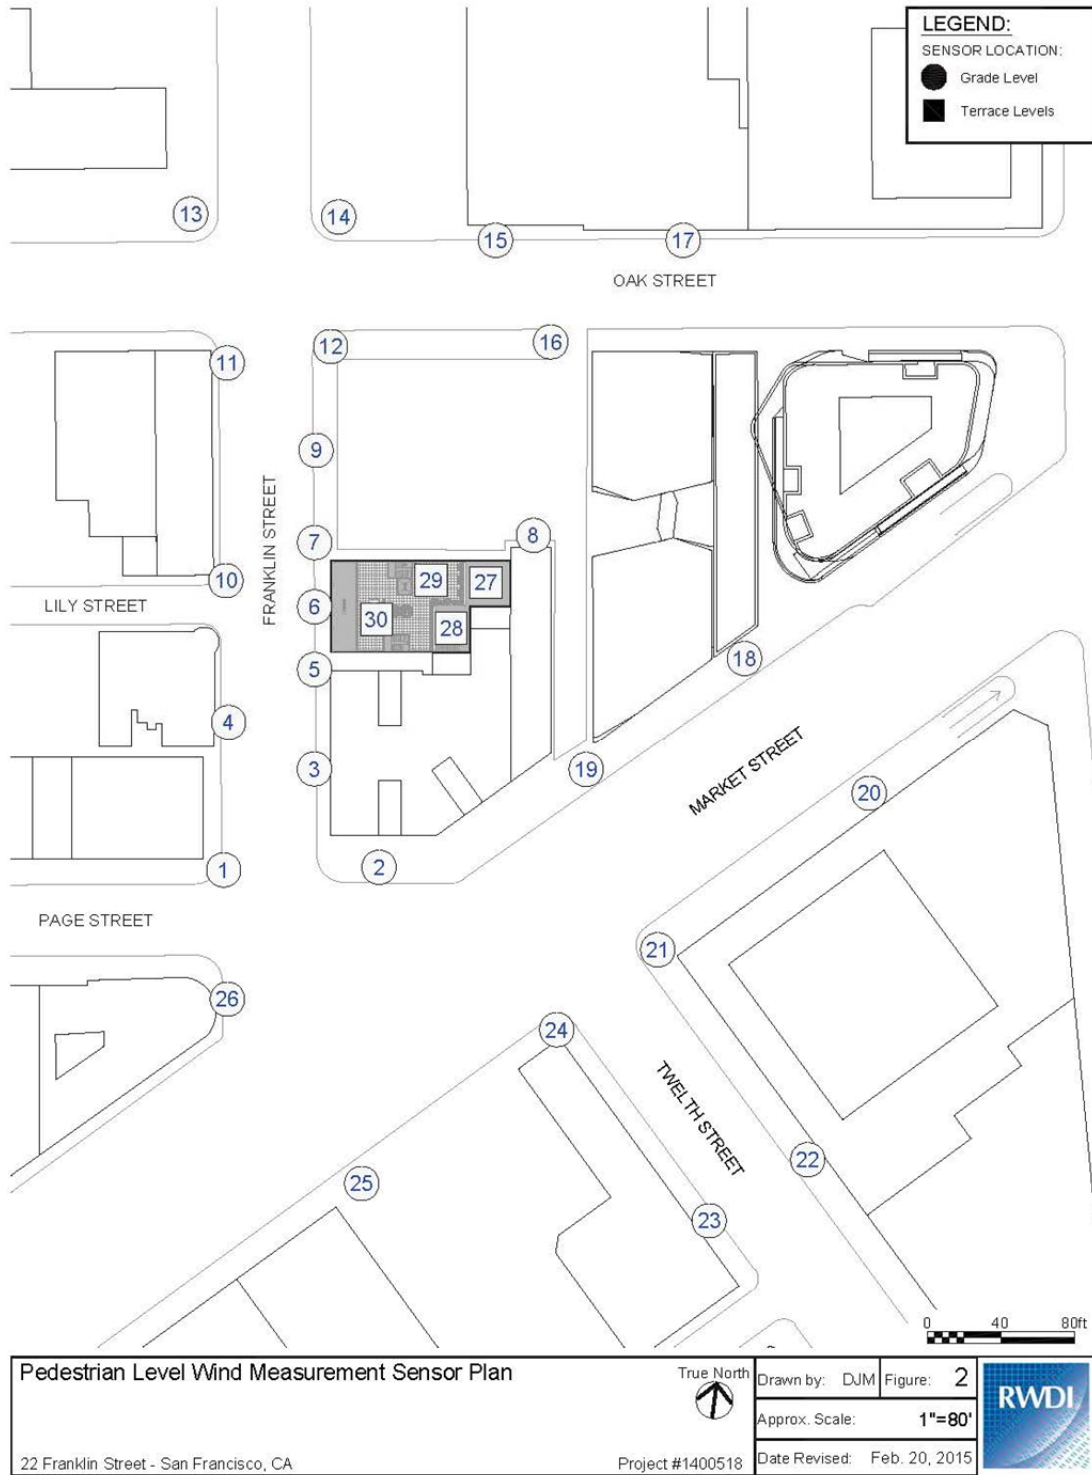 LEGEND:
SENSOR LOCATION:
Grade Level
Terrace Levels
13
14
15
17
OAK STREET
12
16
11
9
FRANKLIN STREET
7
8
10
29
27
LILY STREET
6
30
28
5
18
4
3
19
MARKET STREET
20
1
2
PAGE STREET
21
26
24
TWELTH STREET
22
25
23
0 40 80ft
Pedestrian Level Wind Measurement Sensor Plan
True North
Drawn by: DJM
Figure: 2
Approx. Scale: 1"=80'
22 Franklin Street - San Francisco, CA
Project #1400518
Date Revised: Feb. 20, 2015
RWDI